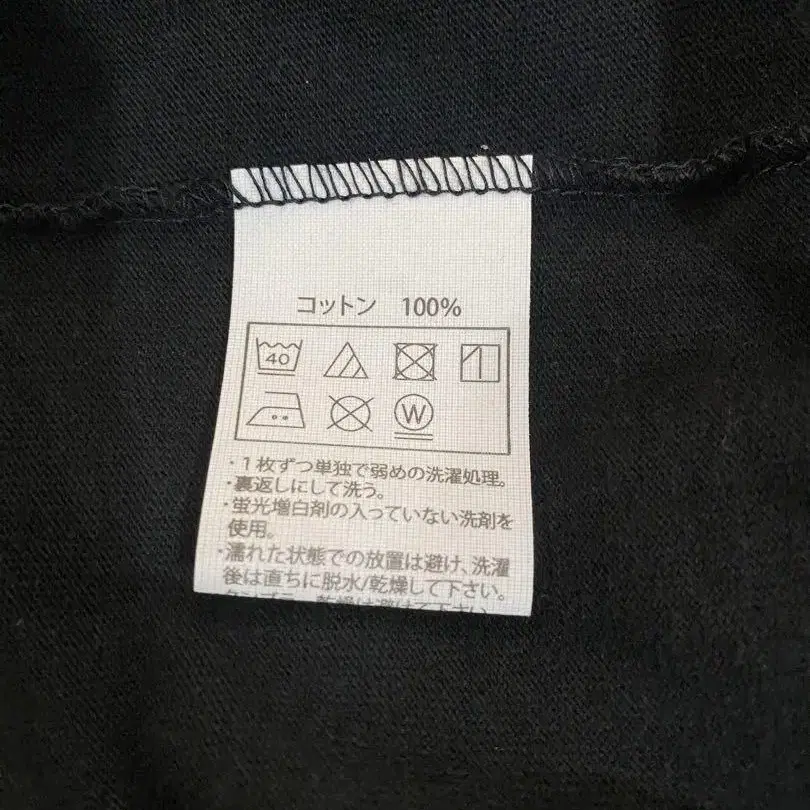 コットン 100%
40
W
・1枚ずつ単独で弱めの洗濯処理。
・裏返しにして洗う。
・蛍光増白剤の入っていない洗剤を
使用。
・濡れた状態での放置は避け、洗濯
後は直ちに脱水/乾燥して下さい。